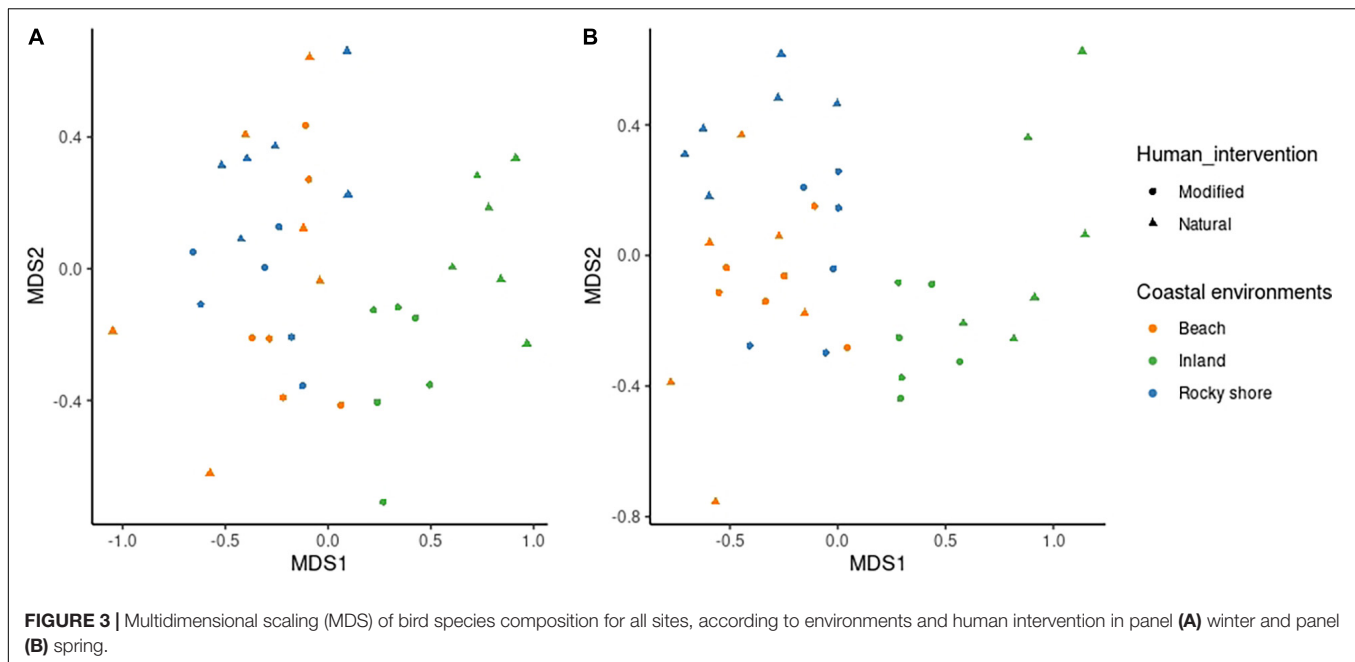 A
B
0.4
0.0
-0.4
MDS2
-1.0 -0.5 0.0 0.5 1.0
MDS1
0.4
0.0
-0.4
-0.8
MDS2
-0.5 0.0 0.5 1.0
MDS1
Human_intervention
Modified
Natural
Coastal environments
Beach
Inland
Rocky shore
FIGURE 3 | Multidimensional scaling (MDS) of bird species composition for all sites, according to environments and human intervention in panel (A) winter and panel
(B) spring.